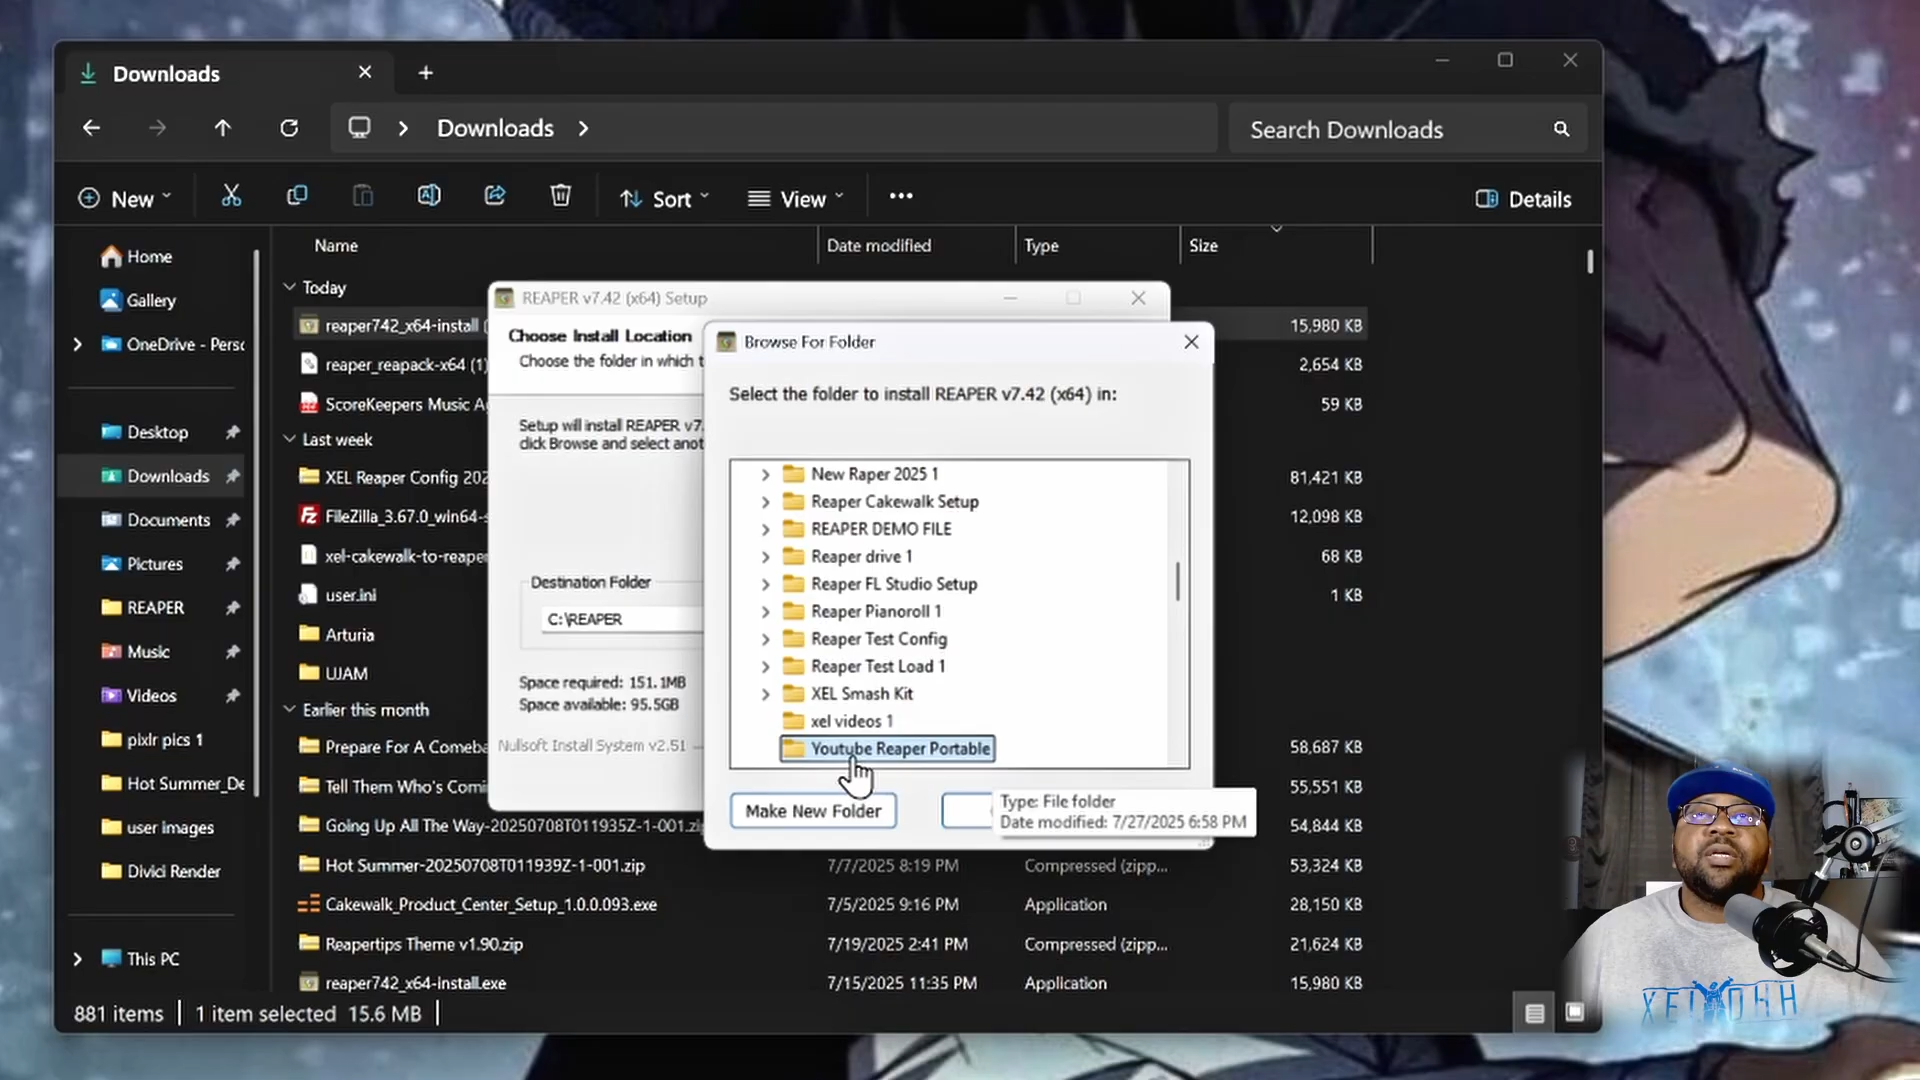 Downloads
Downloads
Search Downloads
New
Sort
View
Details
Name
Date modified
Type
Size
Home
Gallery
OneDrive - Persc
Desktop
Downloads
Documents
Pictures
REAPER
Music
Videos
pixlr pics 1
Hot Summer_De
user images
Divici Render
This PC
Today
reaper742_x64-install
15,980 KB
reaper_reapack-x64 (1)
2,654 KB
ScoreKeepers Music A
59 KB
Last week
XEL Reaper Config 202
81,421 KB
FileZilla_3.67.0_win64-s
12,098 KB
xel-cakewalk-to-reaper
68 KB
user.ini
1 KB
Arturia
UJAM
Earlier this month
Prepare For A Comeba
58,687 KB
Tell Them Who's Comi
55,551 KB
Going Up All The Way-20250708T011935Z-1-001.zi
54,844 KB
Hot Summer-20250708T011939Z-1-001.zip
7/7/2025 8:19 PM
Compressed (zipp...
53,324 KB
Cakewalk_Product_Center_Setup_1.0.0.093.exe
7/5/2025 9:16 PM
Application
28,150 KB
Reapertips Theme v1.90.zip
7/19/2025 2:41 PM
Compressed (zipp...
21,624 KB
reaper742_x64-install.exe
7/15/2025 11:35 PM
Application
15,980 KB
881 items
1 item selected 15.6 MB
REAPER v7.42 (x64) Setup
Choose Install Location
Choose the folder in which t
Setup will install REAPER v7.
click Browse and select anot
Destination Folder
C:\REAPER
Space required: 151.1MB
Space available: 95.5GB
Nullsoft Install System v2.51
Browse For Folder
Select the folder to install REAPER v7.42 (x64) in:
New Raper 2025 1
Reaper Cakewalk Setup
REAPER DEMO FILE
Reaper drive 1
Reaper FL Studio Setup
Reaper Pianoroll 1
Reaper Test Config
Reaper Test Load 1
XEL Smash Kit
xel videos 1
Youtube Reaper Portable
Make New Folder
Type: File folder
Date modified: 7/27/2025 6:58 PM